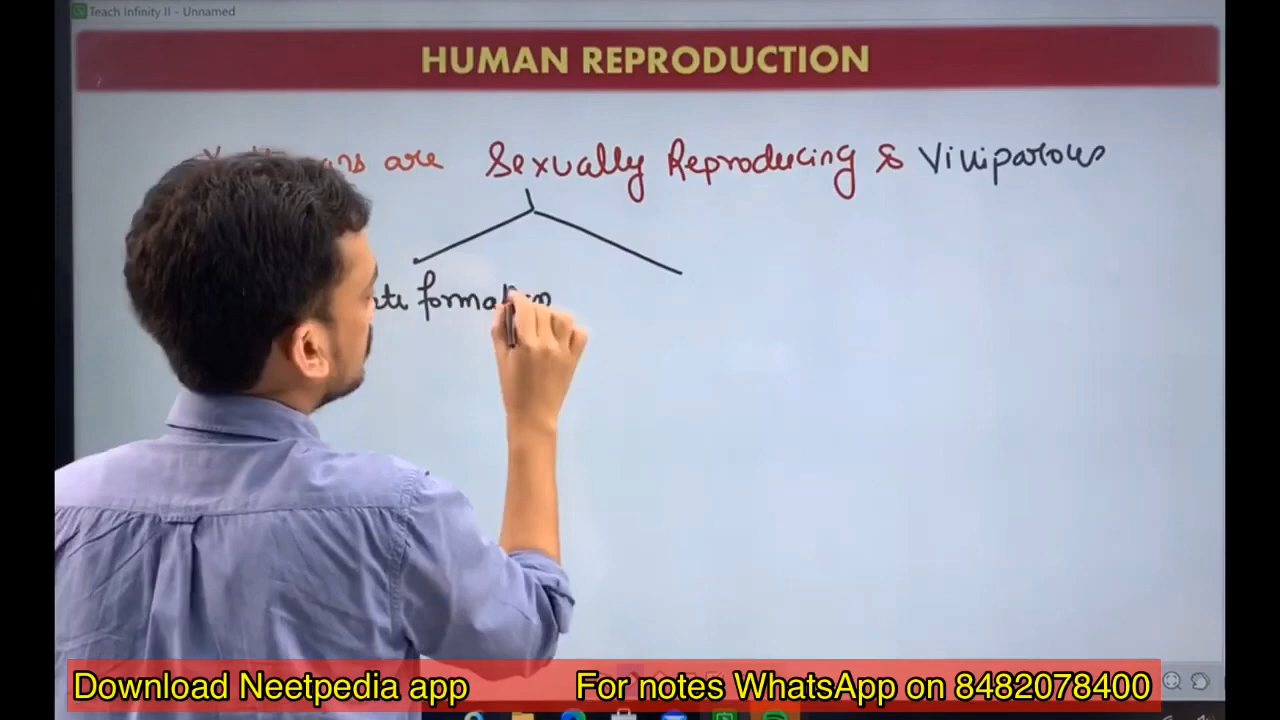 Teach Infinity II - Unnamed
HUMAN REPRODUCTION
are Sexually Reproducing & Viviparous
formation
Download Neetpedia app For notes WhatsApp on 8482078400